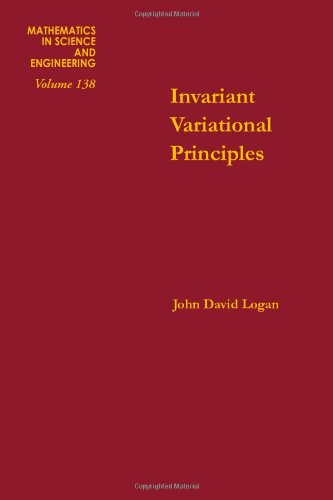 MATHEMATICS
IN SCIENCE
AND
ENGINEERING
Volume 138
Invariant
Variational
Principles
John David Logan